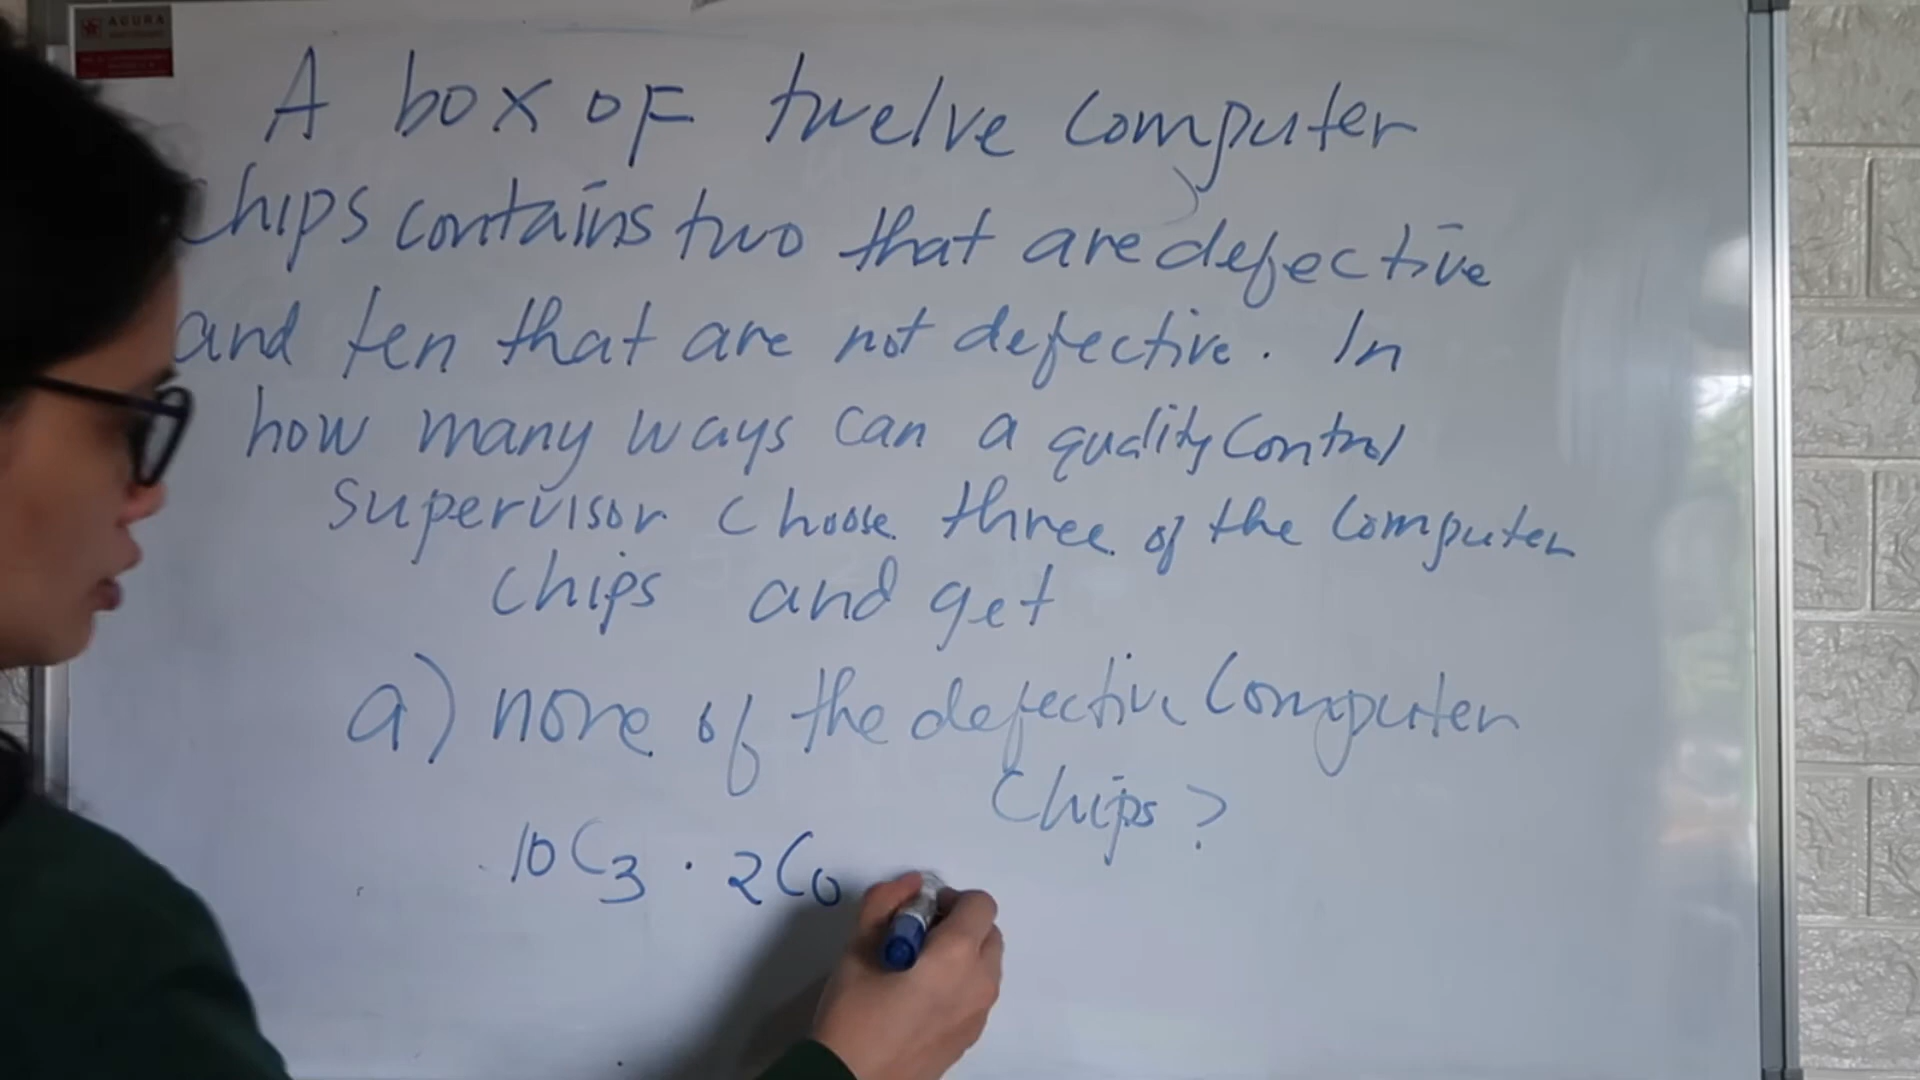 AGURA
A box OF twelve Computer
chips contains two that are defective
and ten that are not defective. In
how many ways can a quality Control
Supervisor choose three of the computer
chips and get
a) none of the defective Computer
Chips?
10C3 · 2C0